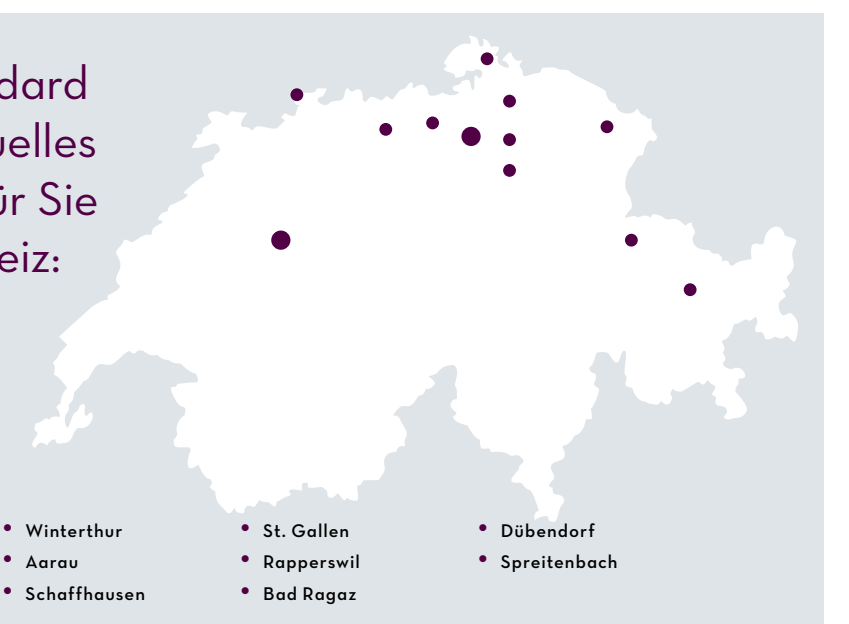 dard
uelles
ür Sie
eiz:
Winterthur
Aarau
Schaffhausen
St. Gallen
Rapperswil
Bad Ragaz
Dübendorf
Spreitenbach